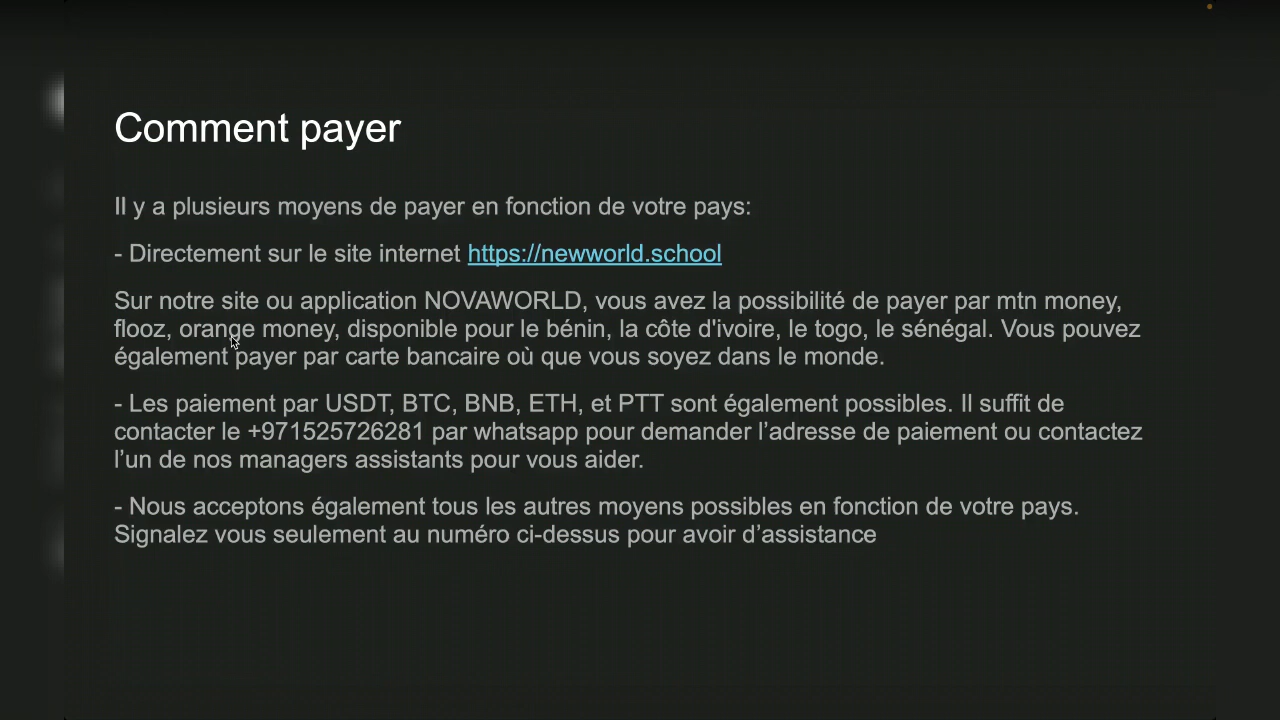 Comment payer
Il y a plusieurs moyens de payer en fonction de votre pays:
- Directement sur le site internet https://newworld.school
Sur notre site ou application NOVAWORLD, vous avez la possibilité de payer par mtn money,
flooz, orange money, disponible pour le bénin, la côte d'ivoire, le togo, le sénégal. Vous pouvez
également payer par carte bancaire où que vous soyez dans le monde.
- Les paiement par USDT, BTC, BNB, ETH, et PTT sont également possibles. Il suffit de
contacter le +971525726281 par whatsapp pour demander l’adresse de paiement ou contactez
l’un de nos managers assistants pour vous aider.
- Nous acceptons également tous les autres moyens possibles en fonction de votre pays.
Signalez vous seulement au numéro ci-dessus pour avoir d’assistance